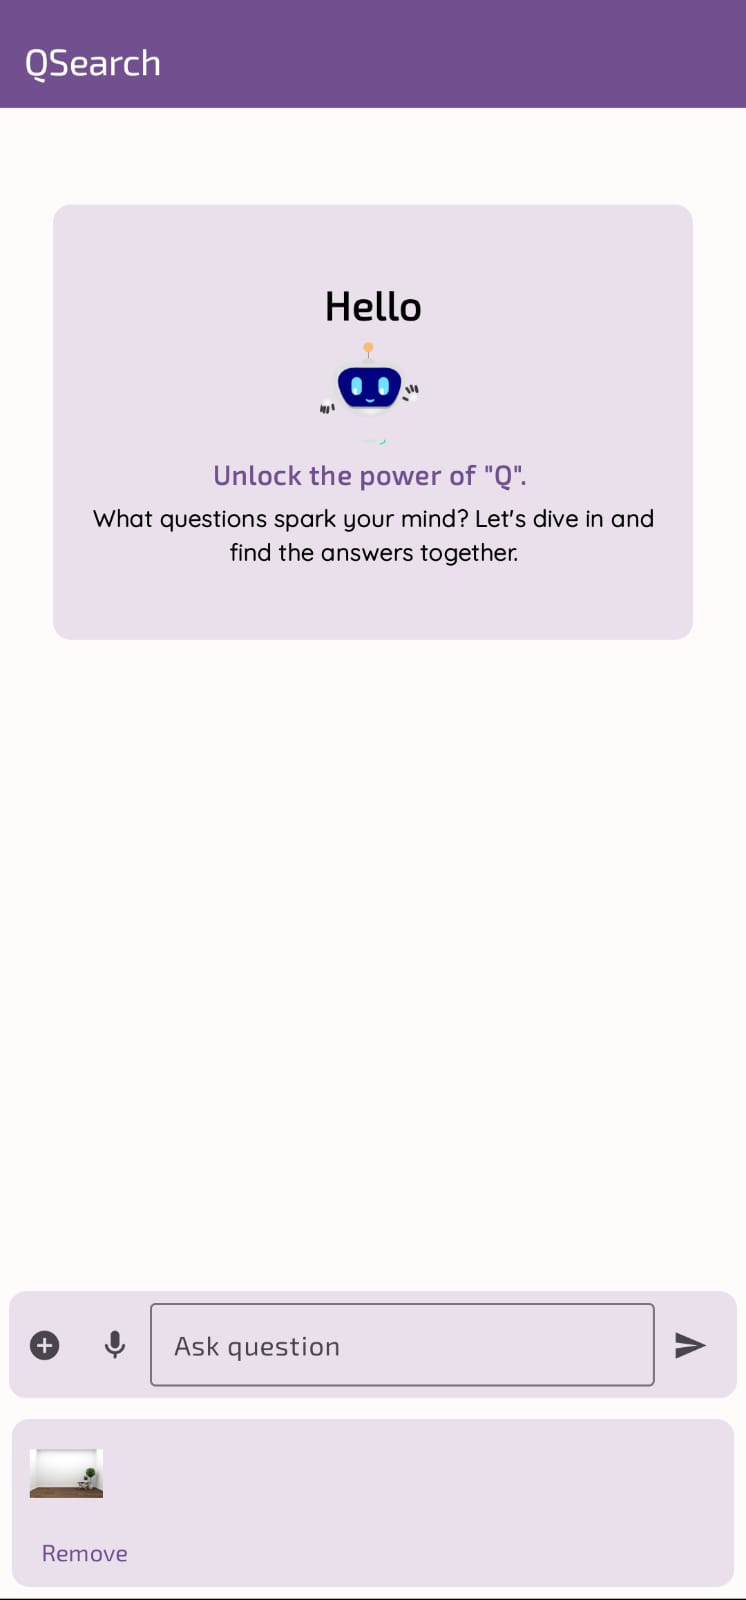 QSearch
Hello
Unlock the power of "Q".
What questions spark your mind? Let's dive in and
find the answers together.
Ask question
Remove